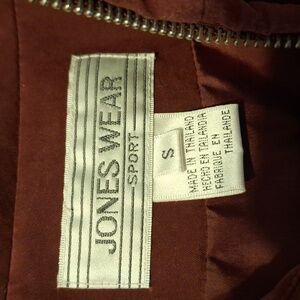 JONES WEAR
SPORT
S
MADE IN THAILAND
HECHO EN TAILANDIA
FABRIQUE EN
THAILANDE